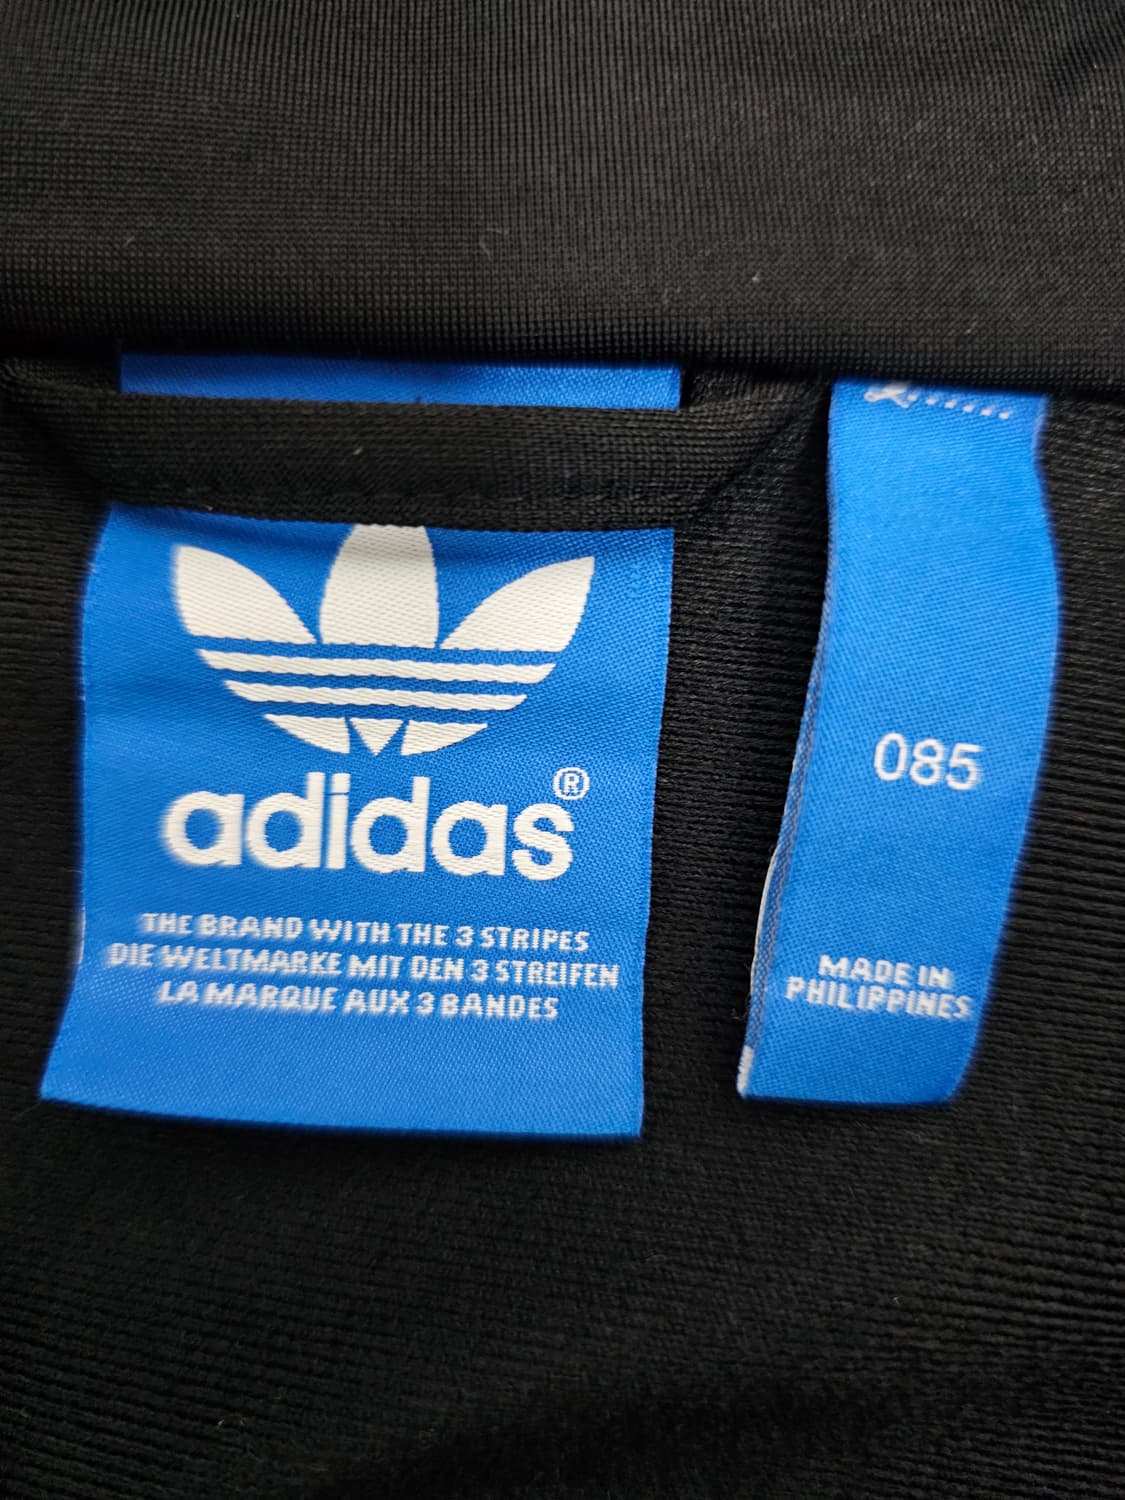 adidas®
THE BRAND WITH THE 3 STRIPES
DIE WELTMARKE MIT DEN 3 STREIFEN
LA MARQUE AUX 3 BANDES
085
MADE IN
PHILIPPINES